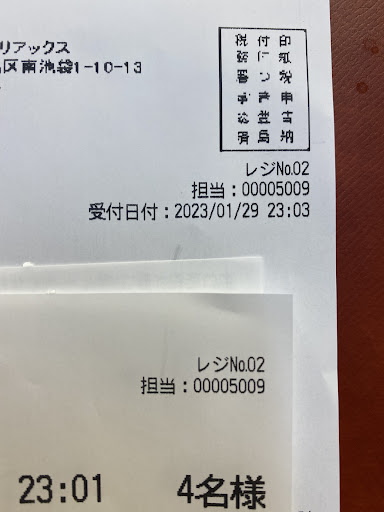 リアックス
区南池袋1-10-13
印紙税申告納
付につき豊島
税務署承認済
レジNo.02
担当：00005009
受付日付：2023/01/29 23:03
レジNo.02
担当：00005009
23:01 4名様